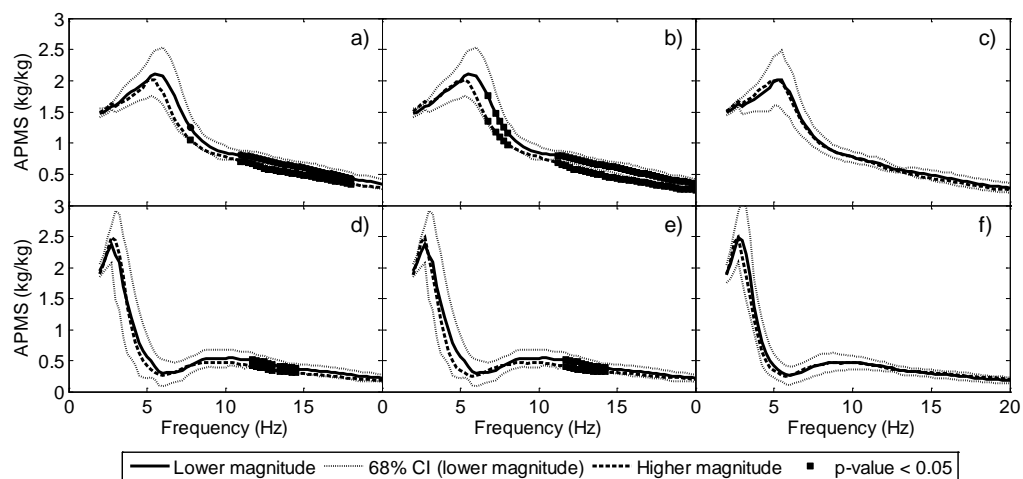 3
2.5
2
1.5
1
0.5
APMS (kg/kg)
a)
b)
c)
3
2.5
2
1.5
1
0.5
0
APMS (kg/kg)
d)
e)
f)
0 5 10 15 0 5 10 15 0 5 10 15 20
Frequency (Hz) Frequency (Hz) Frequency (Hz)
Lower magnitude 68% CI (lower magnitude) Higher magnitude p-value < 0.05